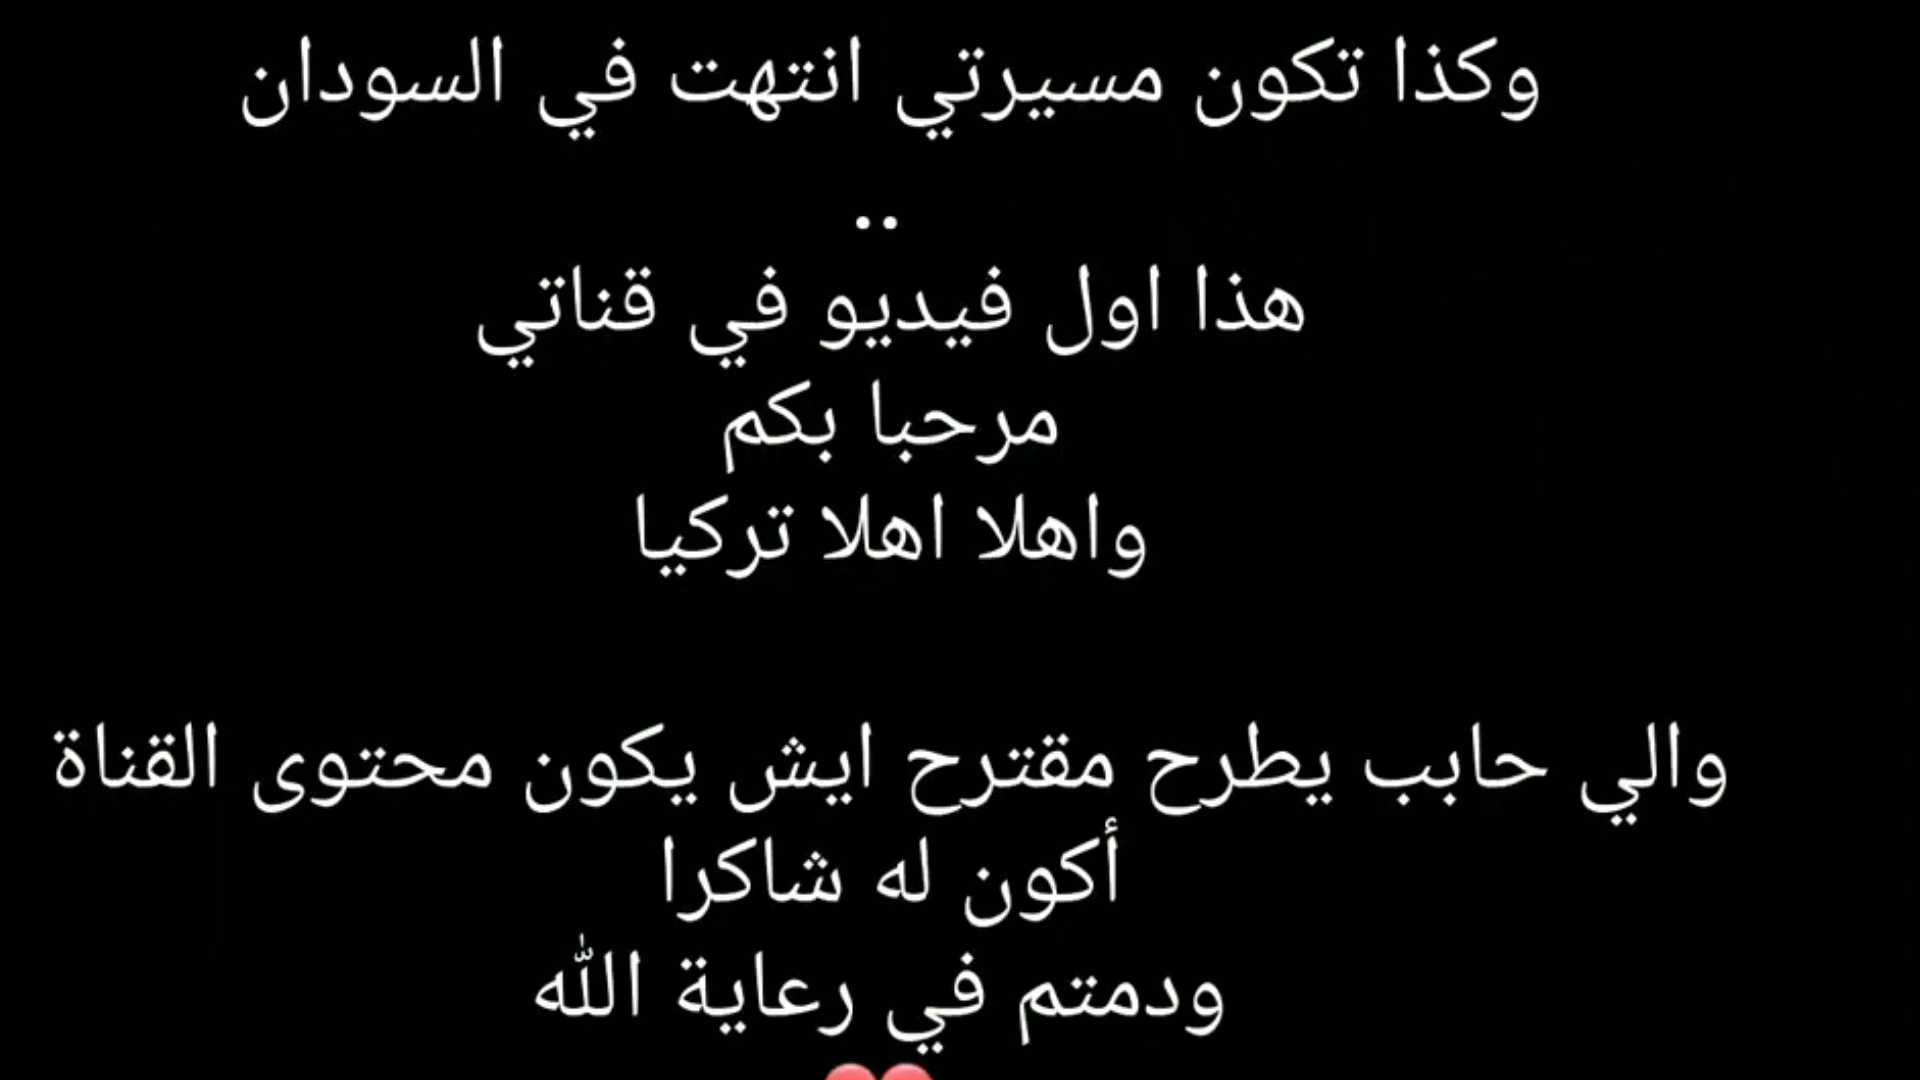 وكذا تكون مسيرتي انتهت في السودان
..
هذا اول فيديو في قناتي
مرحبا بكم
واهلا اهلا تركيا
والي حابب يطرح مقترح ايش يكون محتوى القناة
أكون له شاكرا
ودمتم في رعاية الله